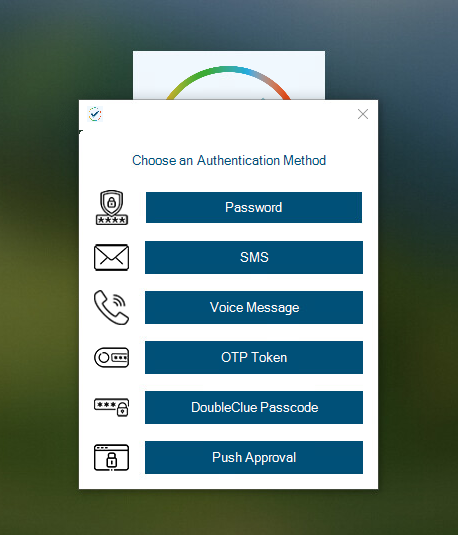 Choose an Authentication Method
Password
SMS
Voice Message
OTP Token
DoubleClue Passcode
Push Approval